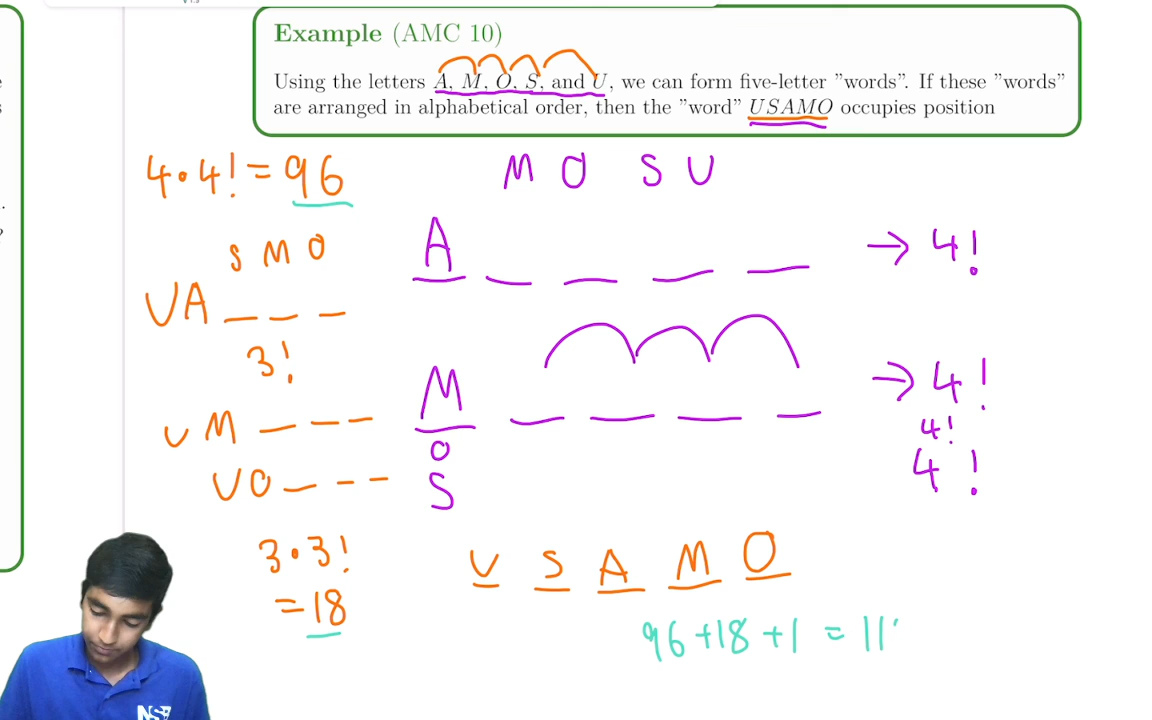 Example (AMC 10)
Using the letters A, M, O, S, and U, we can form five-letter "words". If these "words"
are arranged in alphabetical order, then the "word" USAMO occupies position
4·4! = 96
M O S U
S M O
A _ _ _ _ → 4!
UA _ _ _
3!
M _ _ _ _ → 4!
UM _ _ _
O 4!
UO _ _ _
S 4!
3·3!
= 18
U S A M O
96 + 18 + 1 = 11